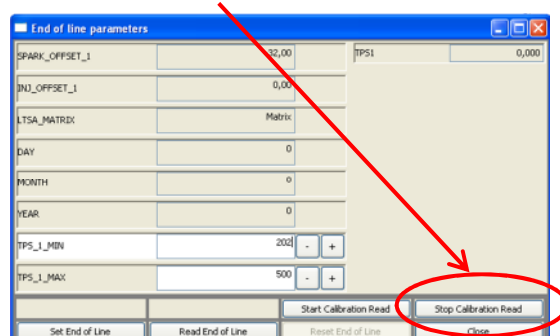 End of line parameters
SPARK_OFFSET_1 32,00 TPS1 0,000
INJ_OFFSET_1 0,00
LTSA_MATRIX Matrix
DAY 0
MONTH 0
YEAR 0
TPS_1_MIN 202 - +
TPS_1_MAX 500 - +
Start Calibration Read Stop Calibration Read
Set End of Line Read End of Line Reset End of Line Close